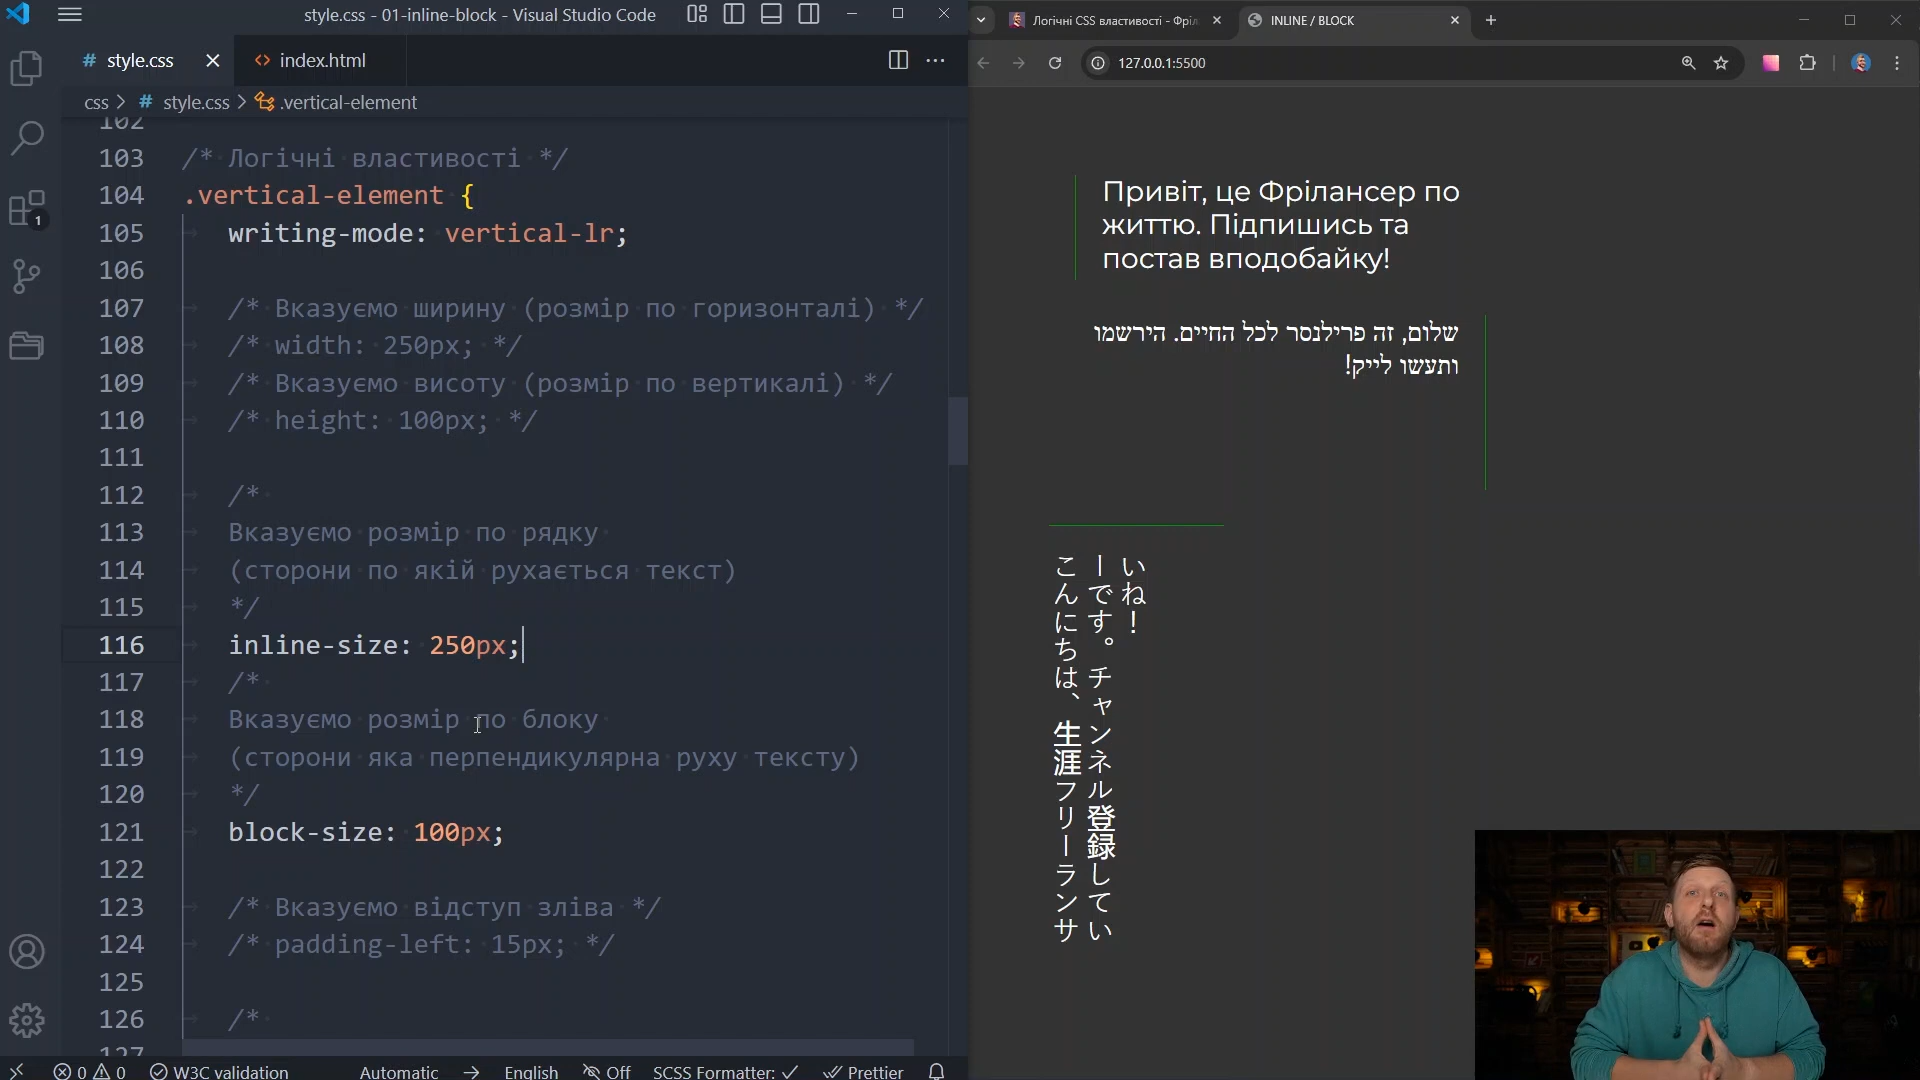 style.css - 01-inline-block - Visual Studio Code
# style.css
<> index.html
css > # style.css > .vertical-element
102
103 /* Логічні властивості */
104 .vertical-element {
105 writing-mode: vertical-lr;
106
107 /* Вказуємо ширину (розмір по горизонталі) */
108 /* width: 250px; */
109 /* Вказуємо висоту (розмір по вертикалі) */
110 /* height: 100px; */
111
112 /*
113 Вказуємо розмір по рядку
114 (сторони по якій рухається текст)
115 */
116 inline-size: 250px;
117 /*
118 Вказуємо розмір по блоку
119 (сторони яка перпендикулярна руху тексту)
120 */
121 block-size: 100px;
122
123 /* Вказуємо відступ зліва */
124 /* padding-left: 15px; */
125
126 /*
127
1
0 0 W3C validation Automatic English Off SCSS Formatter: Prettier
Логічні CSS властивості - Фріл
INLINE / BLOCK
127.0.0.1:5500
Привіт, це Фрілансер по
життю. Підпишись та
постав вподобайку!
שלום, זה פרילנסר לכל החיים. הירשמו
ותעשו לייק!
こんにちは、生涯フリーランサ
ーです。チャンネル登録してい
いね！